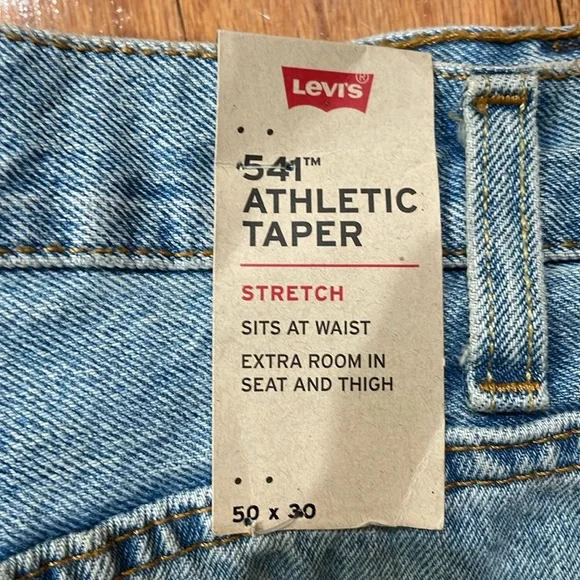 Levi's®
541™
ATHLETIC
TAPER
STRETCH
SITS AT WAIST
EXTRA ROOM IN
SEAT AND THIGH
50 x 30